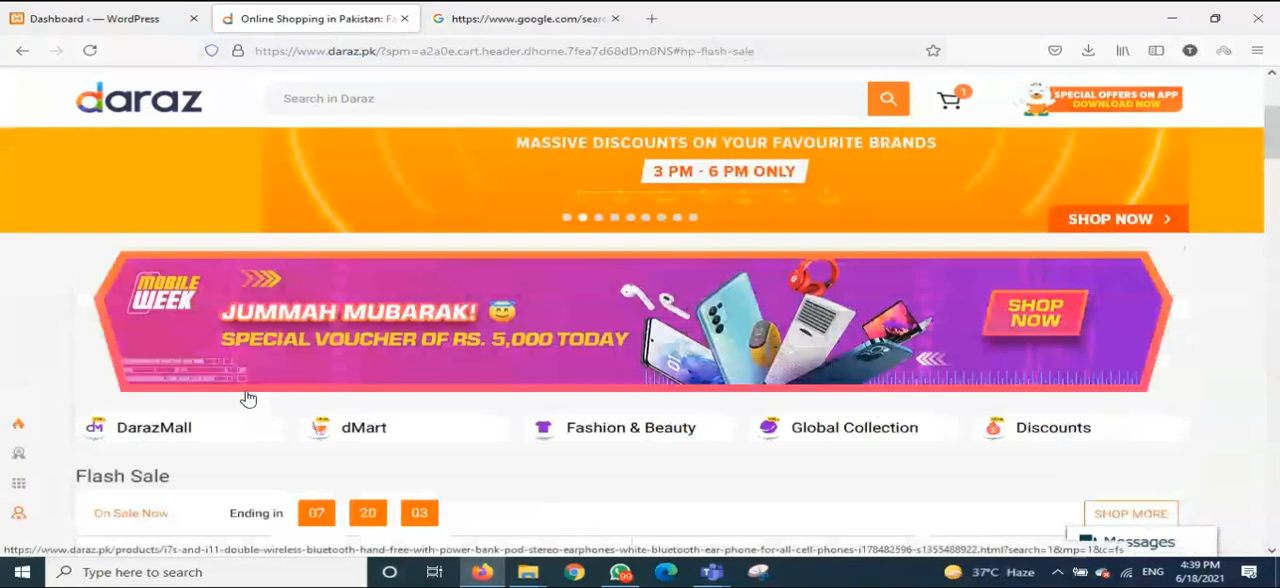 Dashboard ‹ — WordPress
Online Shopping in Pakistan: Fa
https://www.google.com/sear
https://www.daraz.pk/?spm=a2a0e.cart.header.dhome.7fea7d68dDm8NS#hp-flash-sale
daraz
Search in Daraz
1
SPECIAL OFFERS ON APP
DOWNLOAD NOW
MASSIVE DISCOUNTS ON YOUR FAVOURITE BRANDS
3 PM - 6 PM ONLY
SHOP NOW
MOBILE
WEEK
JUMMAH MUBARAK!
SPECIAL VOUCHER OF RS. 5,000 TODAY
SHOP
NOW
DarazMall
dMart
Fashion & Beauty
Global Collection
Discounts
Flash Sale
On Sale Now
Ending in
07
20
03
SHOP MORE
Messages
https://www.daraz.pk/products/i7s-and-i11-double-wireless-bluetooth-hand-free-with-power-bank-pod-stereo-earphones-white-bluetooth-ear-phone-for-all-cell-phones-i178482596-s1355488922.html?search=1&mp=1&c=fs
Type here to search
99
37°C Haze
ENG
4:39 PM
6/18/2021